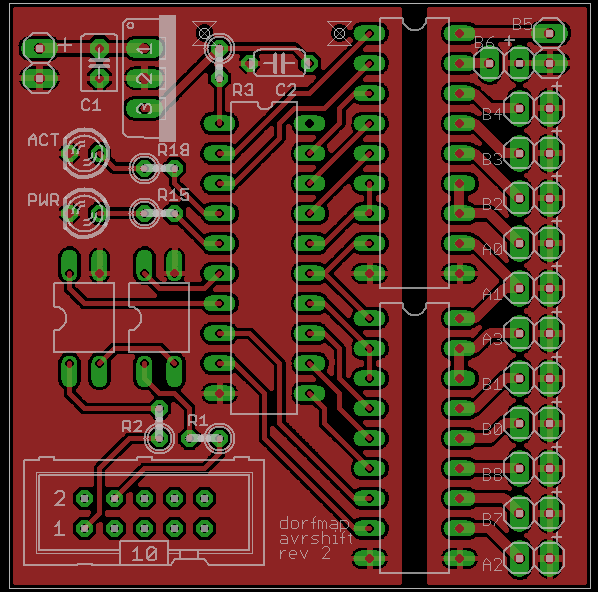 B5
+
B6 +
1
C1
2
R3 C2
3
B4
ACT
R18
B3
PWR
R15
B2
A0
A1
A3
B1
R2 R1
B0
2
1
10
dorfmap
avrshift
rev 2
B8
B7
A2